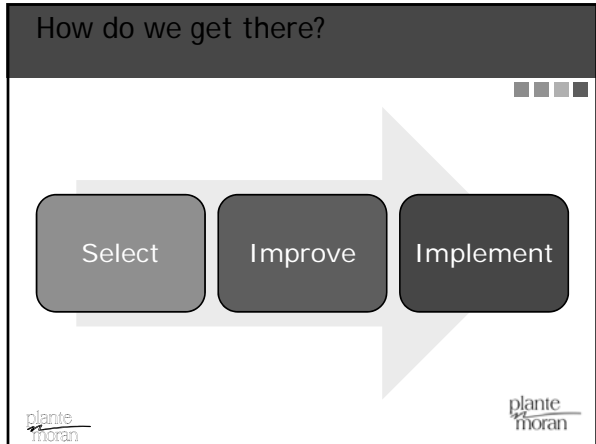 How do we get there?
Select
Improve
Implement
plante
moran
plante
moran